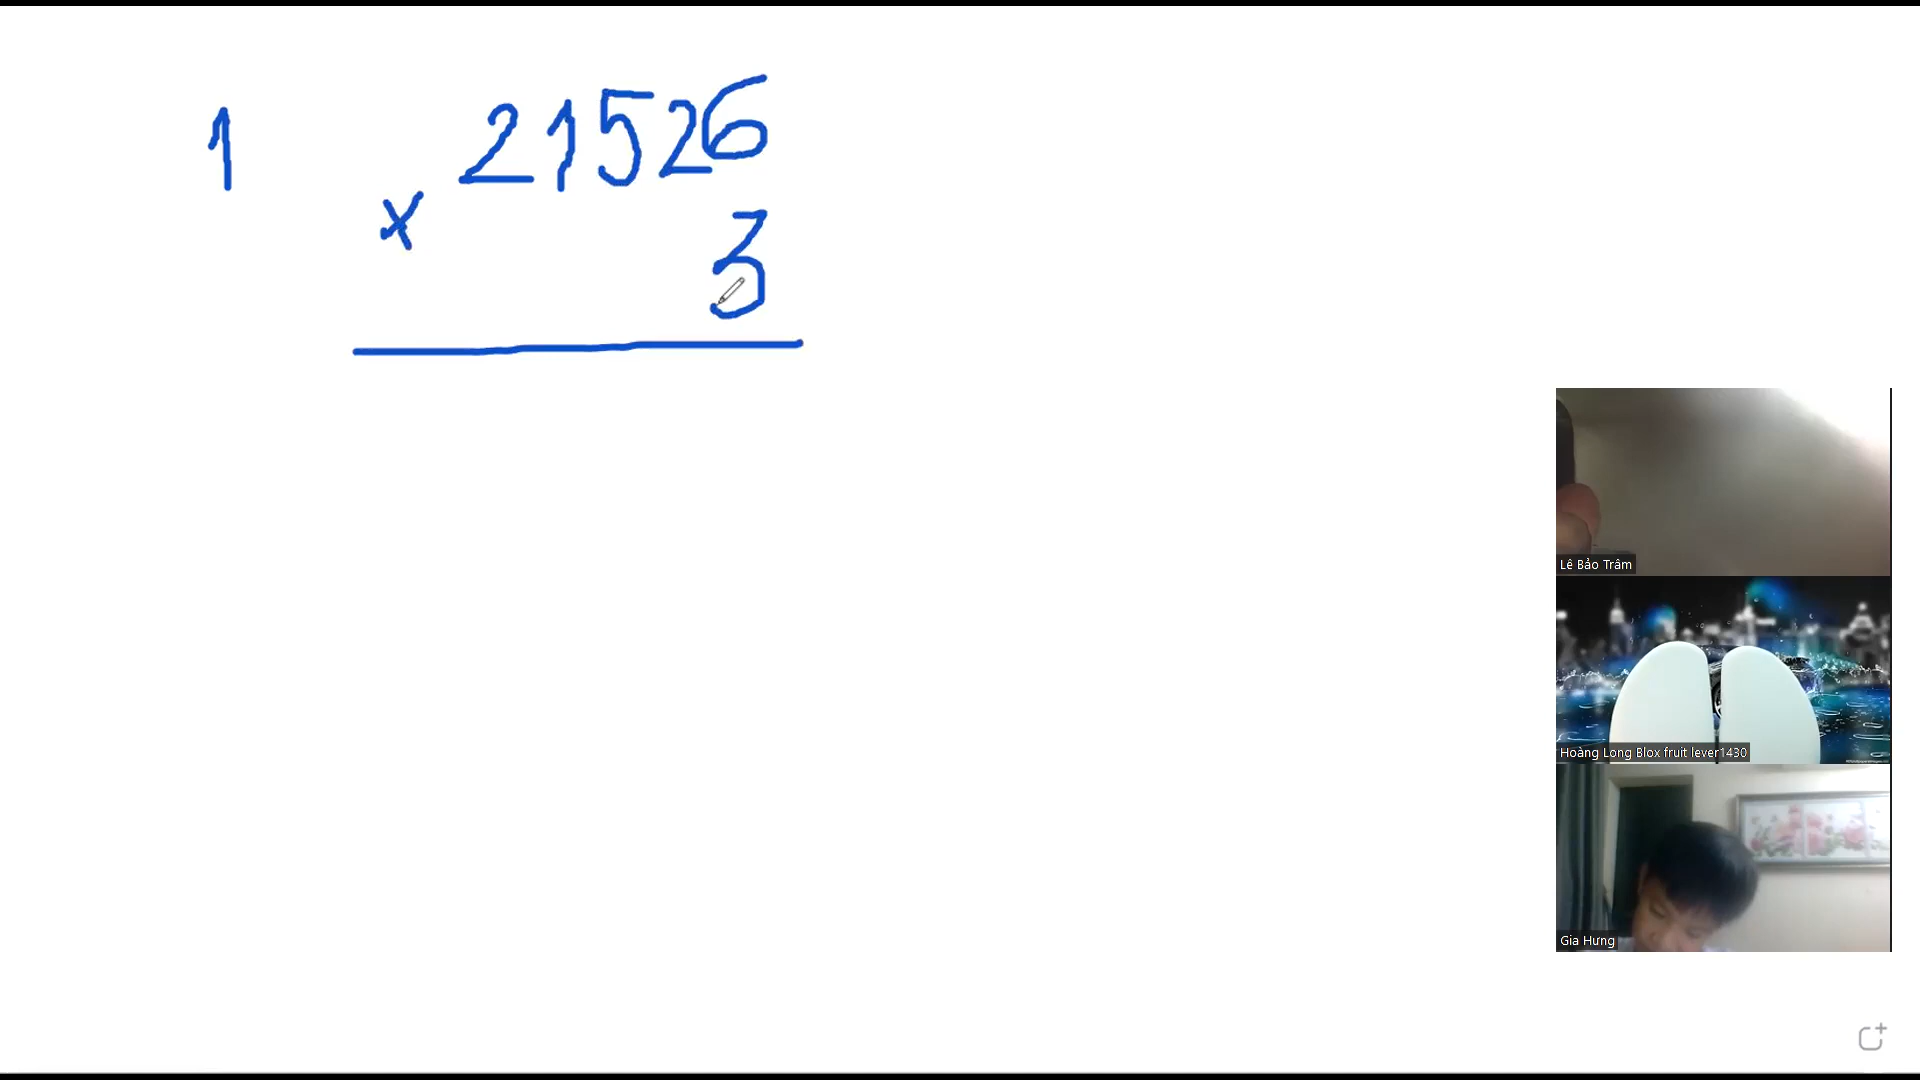 1
21526
x
3
Lê Bảo Trâm
Hoàng Long Blox fruit lever1430
Gia Hưng